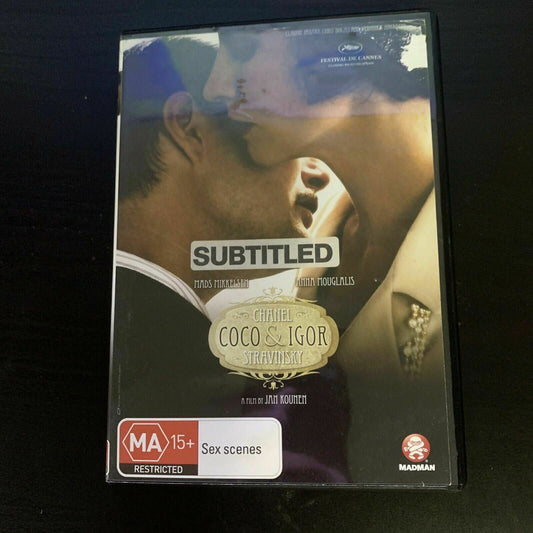 FESTIVAL DE CANNES
SUBTITLED
MADS MIKKELSEN ANNA MOUGLALIS
CHANEL
COCO & IGOR
STRAVINSKY
A FILM BY JAN KOUNEN
MA 15+
RESTRICTED
Sex scenes
MADMAN